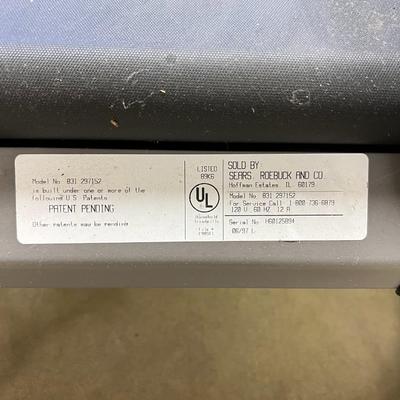 Model No. 831.297152
is built under one or more of the
following U.S. Patents
PATENT PENDING
Other patents may be pending
LISTED
89K6
UL
Household
File #
SOLD BY:
SEARS, ROEBUCK AND CO.
Hoffman Estates, IL 60179
Model No. 831.297152
For Service Call: 1-800-736-6879
120 V 60 HZ 12 A
Serial No. H60125894
06/97 L